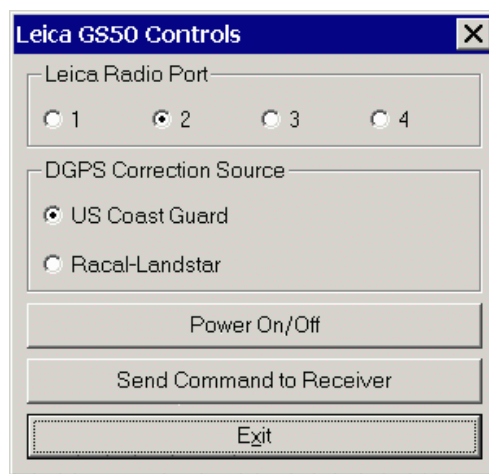 Leica GS50 Controls
Leica Radio Port
1 2 3 4
DGPS Correction Source
US Coast Guard
Racal-Landstar
Power On/Off
Send Command to Receiver
Exit